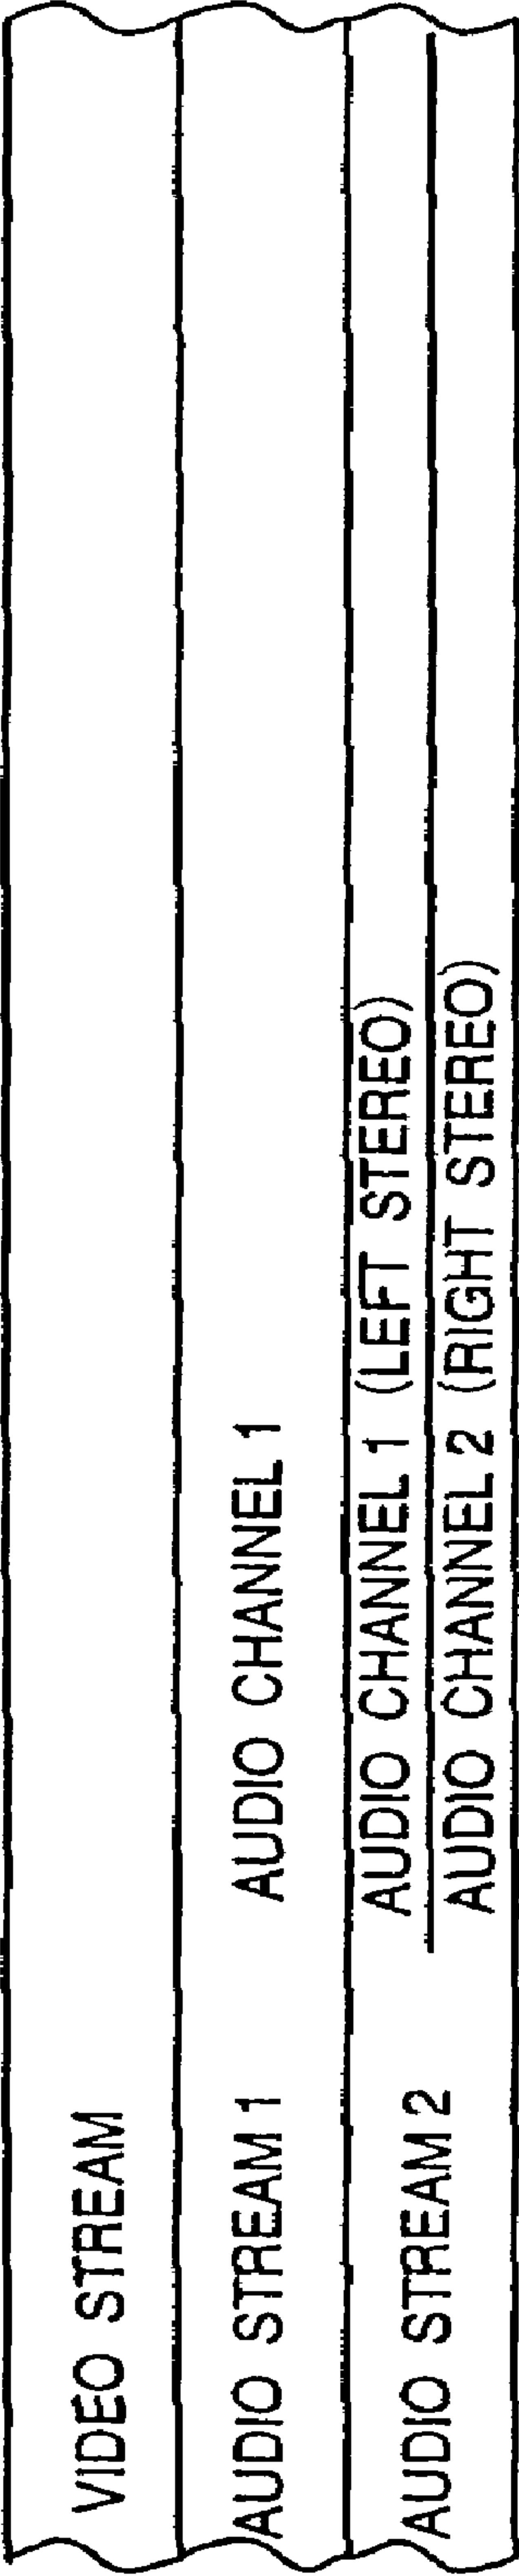 VIDEO STREAM
AUDIO STREAM 1 AUDIO CHANNEL 1
AUDIO STREAM 2 AUDIO CHANNEL 1 (LEFT STEREO)
AUDIO CHANNEL 2 (RIGHT STEREO)